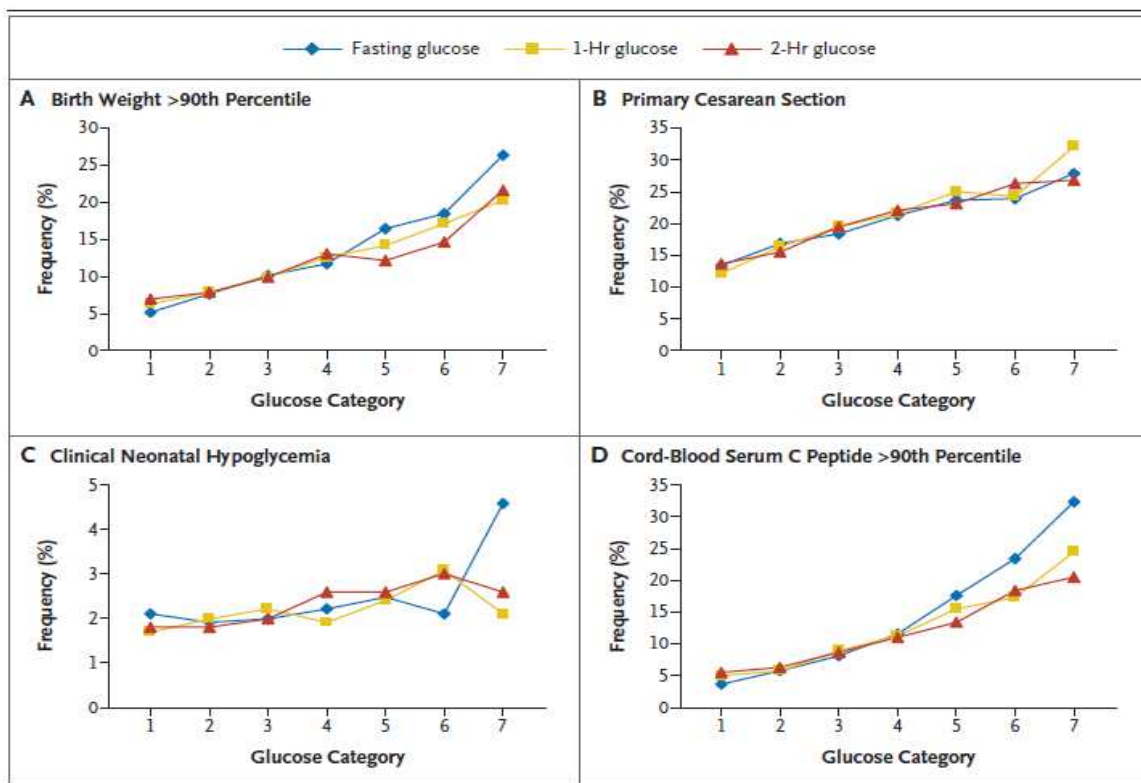 Fasting glucose 1-Hr glucose 2-Hr glucose
A Birth Weight >90th Percentile
30
25
20
15
10
5
0
Frequency (%)
1 2 3 4 5 6 7
Glucose Category
B Primary Cesarean Section
35
30
25
20
15
10
5
0
Frequency (%)
1 2 3 4 5 6 7
Glucose Category
C Clinical Neonatal Hypoglycemia
5
4
3
2
1
0
Frequency (%)
1 2 3 4 5 6 7
Glucose Category
D Cord-Blood Serum C Peptide >90th Percentile
35
30
25
20
15
10
5
0
Frequency (%)
1 2 3 4 5 6 7
Glucose Category